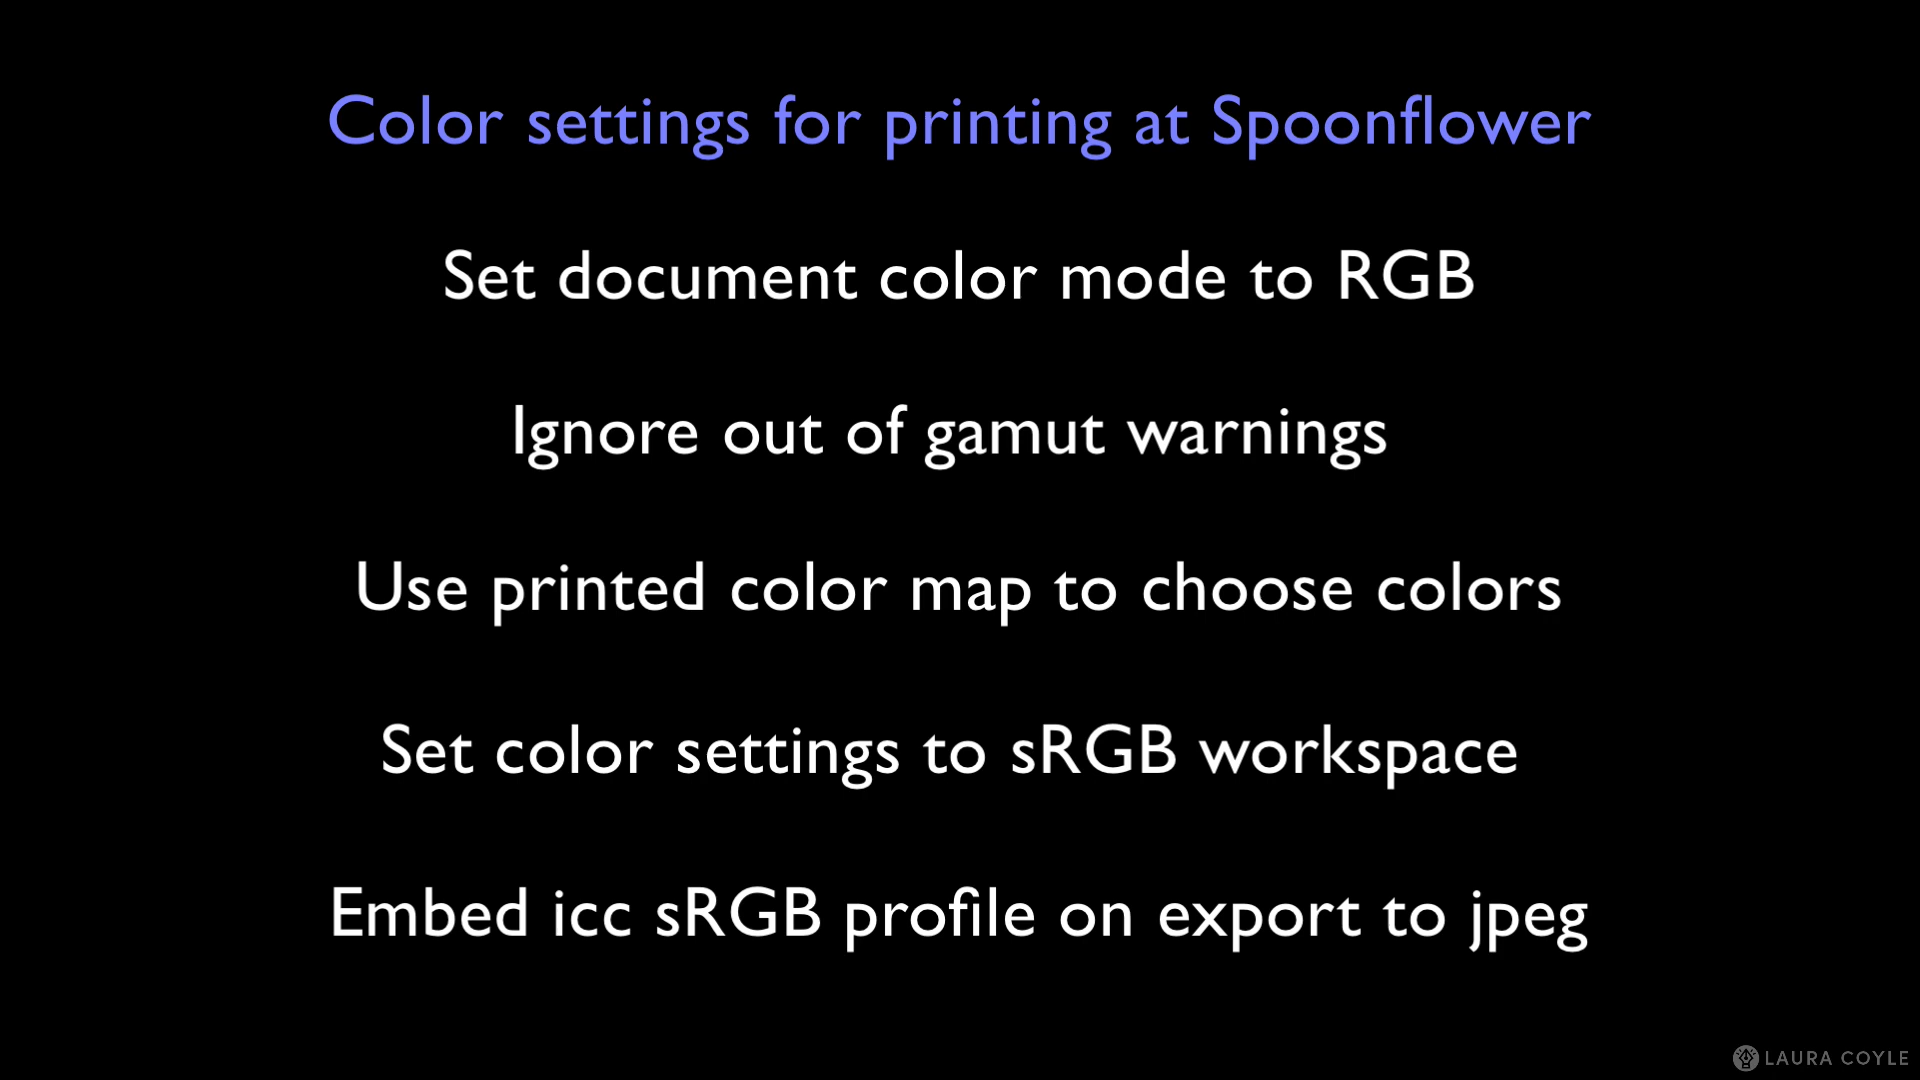 Color settings for printing at Spoonflower
Set document color mode to RGB
Ignore out of gamut warnings
Use printed color map to choose colors
Set color settings to sRGB workspace
Embed icc sRGB profile on export to jpeg
LAURA COYLE